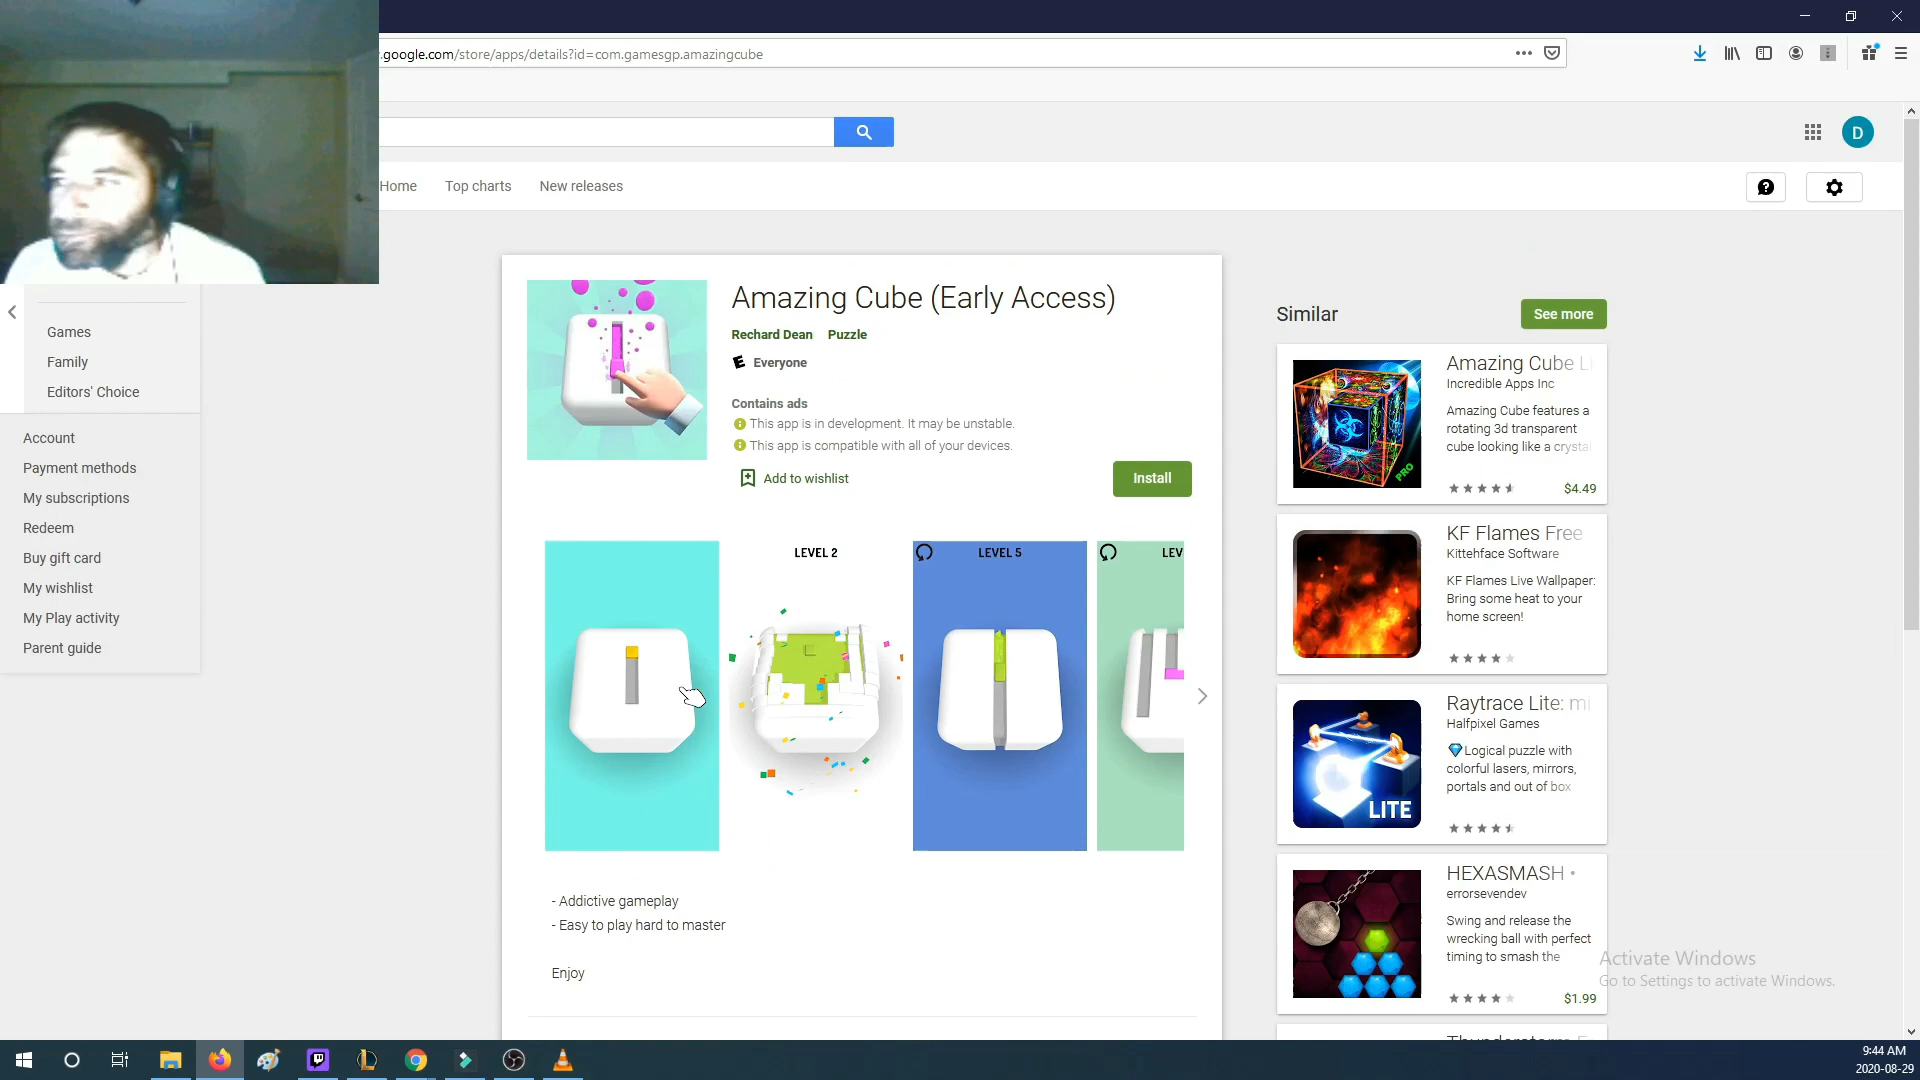 .google.com/store/apps/details?id=com.gamesgp.amazingcube
D
Home
Top charts
New releases
Games
Family
Editors' Choice
Account
Payment methods
My subscriptions
Redeem
Buy gift card
My wishlist
My Play activity
Parent guide
Amazing Cube (Early Access)
Rechard Dean
Puzzle
E
Everyone
Contains ads
This app is in development. It may be unstable.
This app is compatible with all of your devices.
Add to wishlist
Install
LEVEL 2
LEVEL 5
LEV
- Addictive gameplay
- Easy to play hard to master
Enjoy
Similar
See more
Amazing Cube Li
Incredible Apps Inc
Amazing Cube features a
rotating 3d transparent
cube looking like a crysta
PRO
$4.49
KF Flames Free
Kittehface Software
KF Flames Live Wallpaper:
Bring some heat to your
home screen!
Raytrace Lite: mi
Halfpixel Games
Logical puzzle with
colorful lasers, mirrors,
portals and out of box
LITE
HEXASMASH •
errorsevendev
Swing and release the
wrecking ball with perfect
timing to smash the
$1.99
Activate Windows
Go to Settings to activate Windows.
9:44 AM
2020-08-29